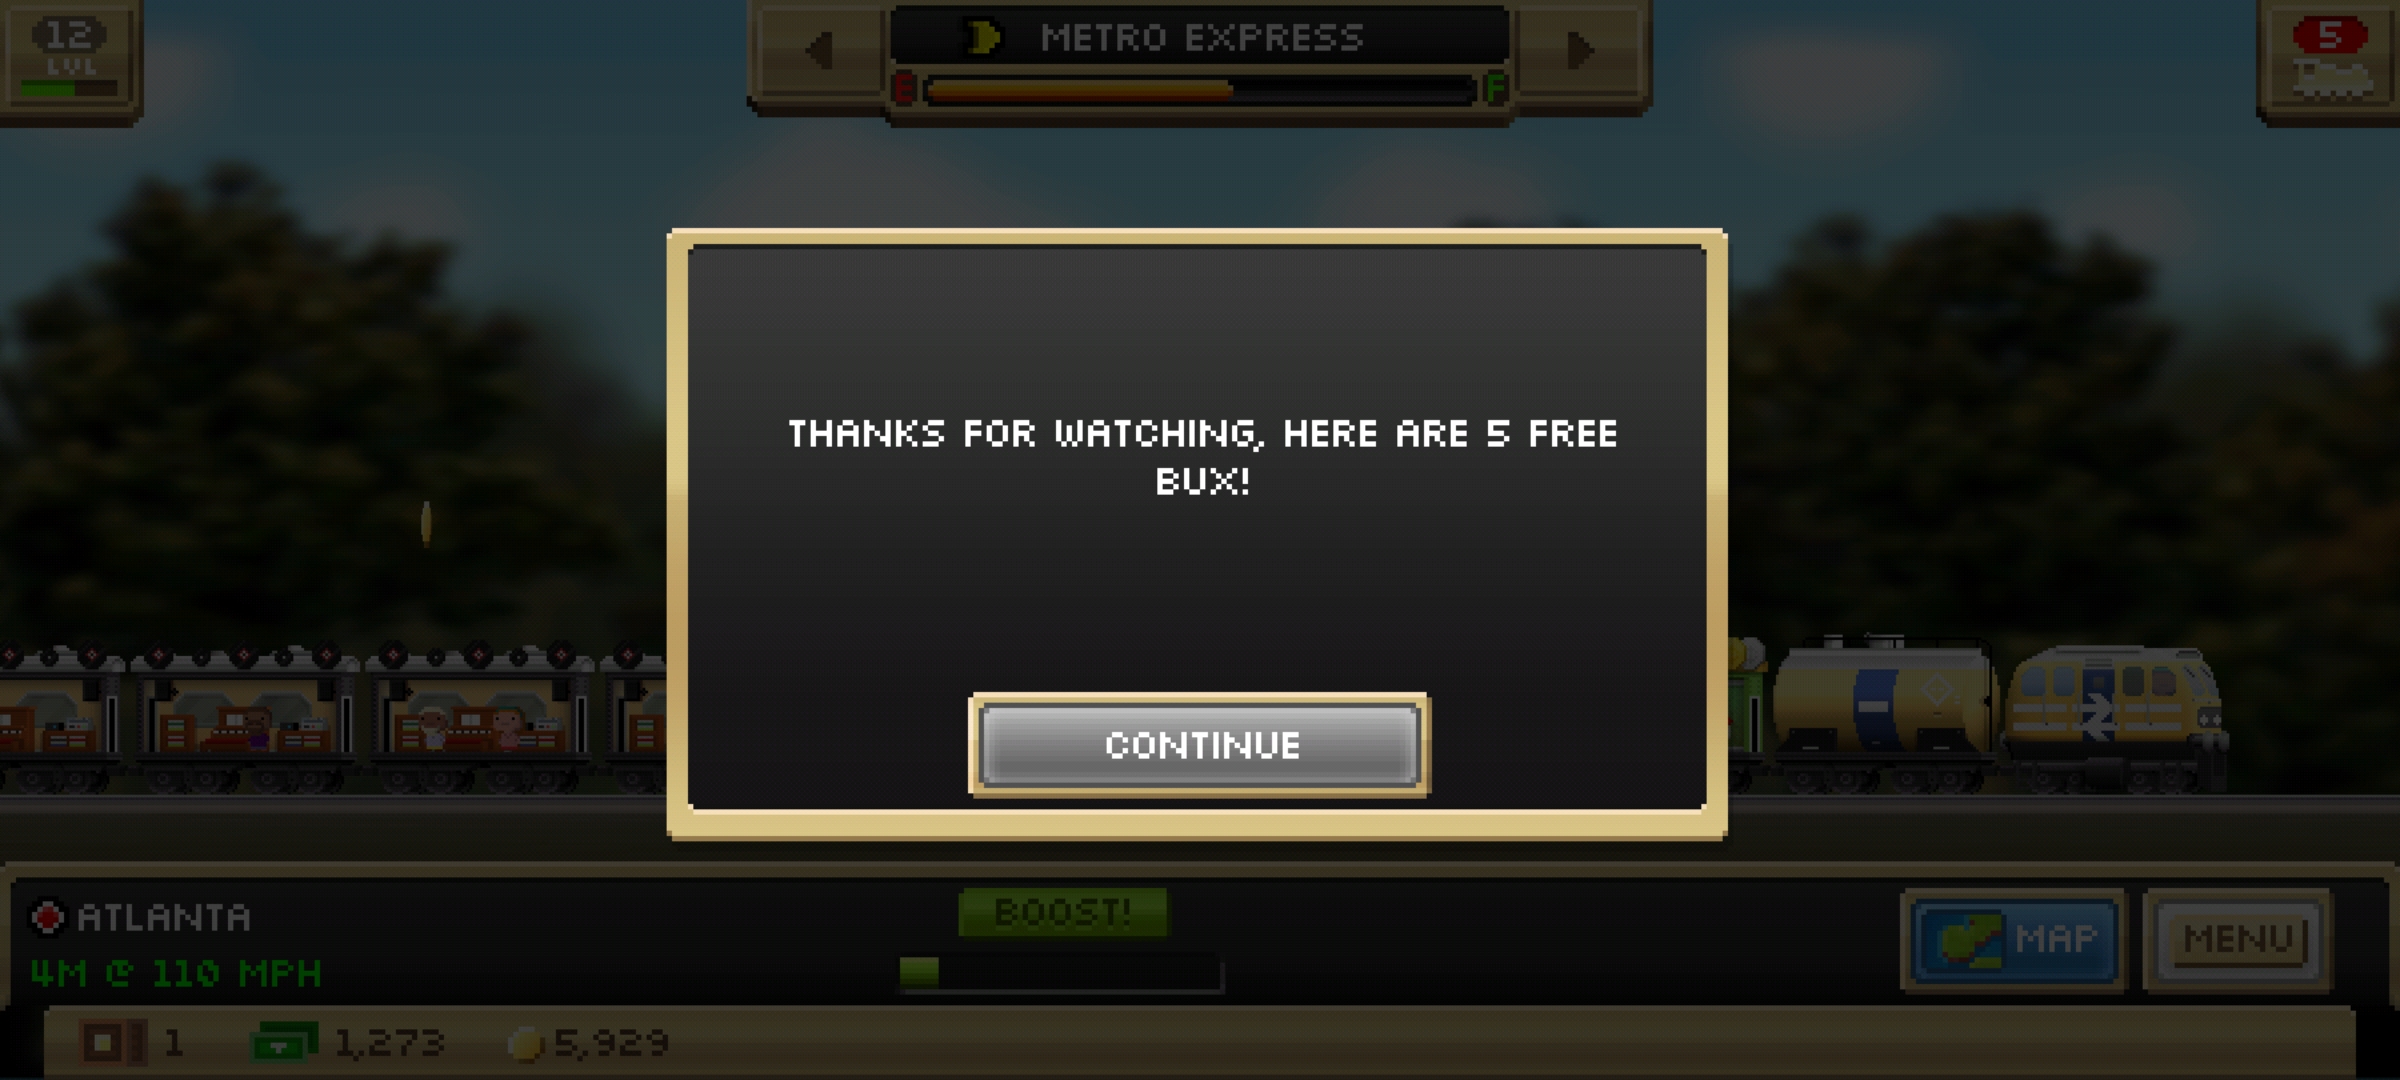 12
LVL
METRO EXPRESS
E F
5
THANKS FOR WATCHING, HERE ARE 5 FREE
BUX!
CONTINUE
ATLANTA
4M @ 110 MPH
BOOST!
MAP
MENU
1 1,273 5,929